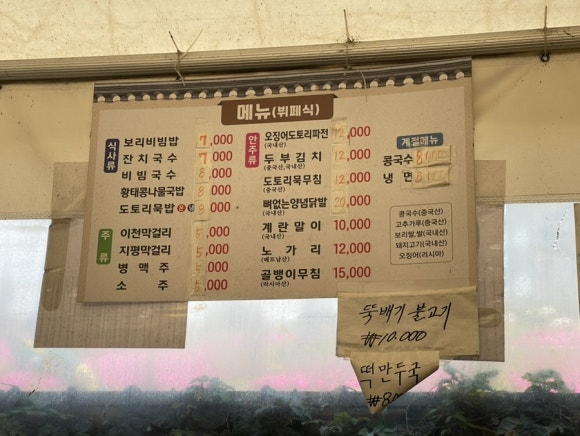 메뉴(뷔페식)
식사류
보리비빔밥 7,000
잔치국수 7,000
비빔국수 8,000
황태콩나물국밥 8,000
도토리묵밥 8,000
주류
이천막걸리 5,000
지평막걸리 5,000
병맥주 5,000
소주 5,000
안주류
오징어도토리파전 12,000
(국내산)
두부김치 12,000
(중국산,국내산)
도토리묵무침 12,000
(중국산)
뼈없는양념닭발 20,000
(국내산)
계란말이 10,000
노가리 12,000
(베트남산)
골뱅이무침 15,000
(러시아산)
계절메뉴
콩국수 8,000
냉면 8,000
콩국수(중국산)
고추가루(중국산)
보리쌀,쌀(국내산)
돼지고기(국내산)
오징어(러시아)
뚝배기 불고기
₩10.000
떡만두국
₩8